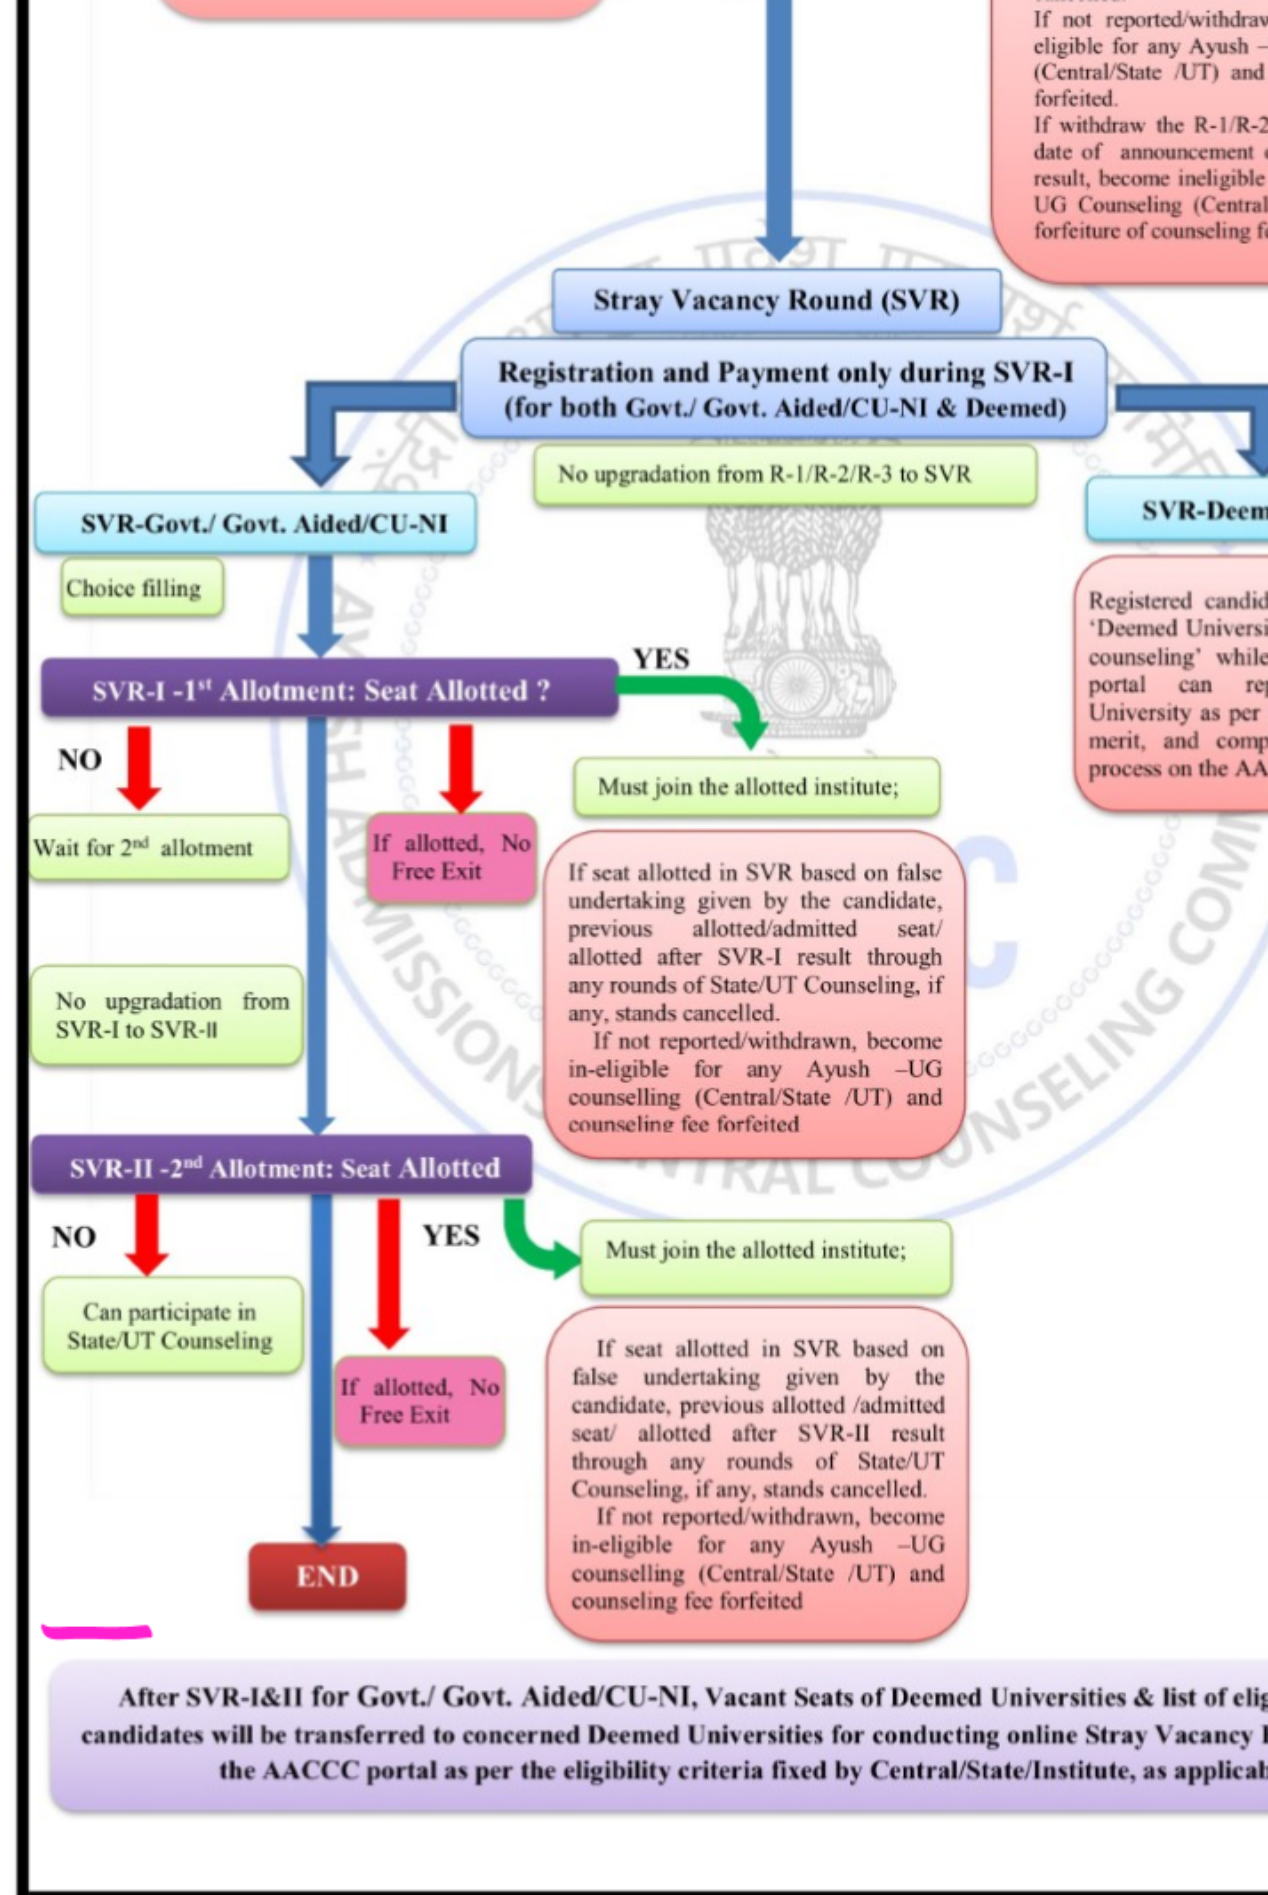 If not reported/withdraw
eligible for any Ayush –
(Central/State /UT) and
forfeited.
If withdraw the R-1/R-2
date of announcement
result, become ineligible
UG Counseling (Central
forfeiture of counseling
Stray Vacancy Round (SVR)
Registration and Payment only during SVR-I
(for both Govt./ Govt. Aided/CU-NI & Deemed)
No upgradation from R-1/R-2/R-3 to SVR
SVR-Govt./ Govt. Aided/CU-NI
Choice filling
SVR-I -1st Allotment: Seat Allotted ?
YES
NO
Must join the allotted institute;
Wait for 2nd allotment
If allotted, No
Free Exit
If seat allotted in SVR based on false
undertaking given by the candidate,
previous allotted/admitted seat/
allotted after SVR-I result through
any rounds of State/UT Counseling, if
any, stands cancelled.
If not reported/withdrawn, become
in-eligible for any Ayush –UG
counselling (Central/State /UT) and
counseling fee forfeited
No upgradation from
SVR-I to SVR-II
SVR-II -2nd Allotment: Seat Allotted
NO
YES
Must join the allotted institute;
Can participate in
State/UT Counseling
If allotted, No
Free Exit
If seat allotted in SVR based on
false undertaking given by the
candidate, previous allotted /admitted
seat/ allotted after SVR-II result
through any rounds of State/UT
Counseling, if any, stands cancelled.
If not reported/withdrawn, become
in-eligible for any Ayush –UG
counselling (Central/State /UT) and
counseling fee forfeited
END
SVR-Deem
Registered candid
'Deemed Universi
counseling' while
portal can rep
University as per
merit, and comp
process on the AA
After SVR-I&II for Govt./ Govt. Aided/CU-NI, Vacant Seats of Deemed Universities & list of elig
candidates will be transferred to concerned Deemed Universities for conducting online Stray Vacancy
the AACCC portal as per the eligibility criteria fixed by Central/State/Institute, as applicab